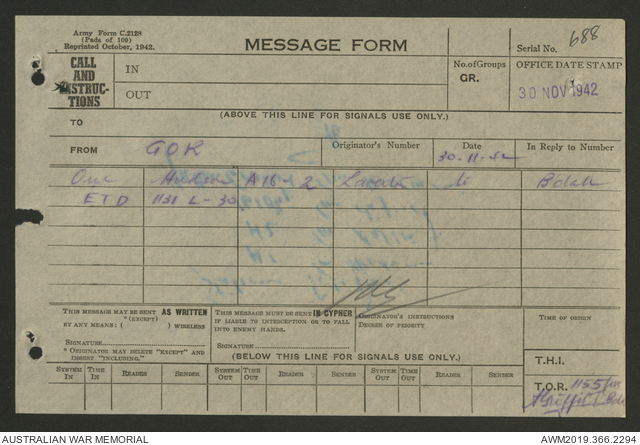 Army Form C.2128
(Pads of 100)
Reprinted October, 1942.
MESSAGE FORM
Serial No. 688
CALL
AND
INSTRUC-
TIONS
IN
OUT
No. of Groups
GR.
OFFICE DATE STAMP
30 NOV 1942
(ABOVE THIS LINE FOR SIGNALS USE ONLY.)
TO
FROM GOR
Originator's Number
Date
30-11-42
In Reply to Number
One Hudson A16-2 to Bdale
ETD 1131 L-30.
THIS MESSAGE MAY BE SENT AS WRITTEN
"(EXCEPT)
BY ANY MEANS: ( ) WIRELESS
SIGNATURE
* ORIGINATOR MAY DELETE "EXCEPT" AND
INSERT "INCLUDING."
THIS MESSAGE MUST BE SENT IN CYPHER
IF LIABLE TO INTERCEPTION OR TO FALL
INTO ENEMY HANDS.
SIGNATURE
ORIGINATOR'S INSTRUCTIONS
DEGREE OF PRIORITY
TIME OF ORIGIN
(BELOW THIS LINE FOR SIGNALS USE ONLY.)
T.H.I.
SYSTEM IN TIME IN READER SENDER SYSTEM OUT TIME OUT READER SENDER SYSTEM OUT TIME OUT READER SENDER
T.O.R. 1155
AUSTRALIAN WAR MEMORIAL
AWM2019.366.2294